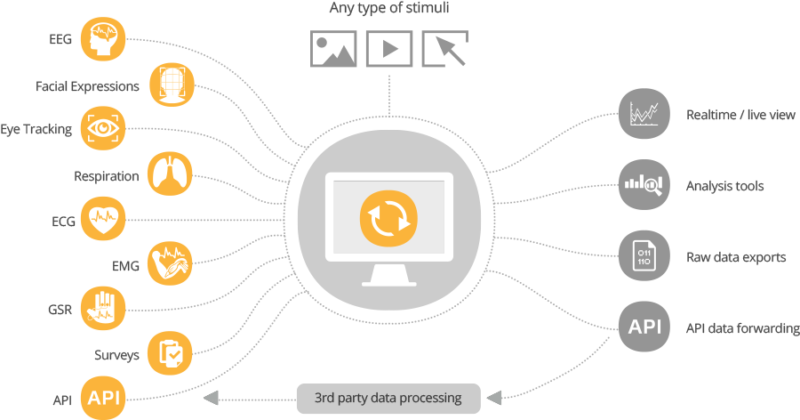 Any type of stimuli
EEG
Facial Expressions
Eye Tracking
Respiration
ECG
EMG
GSR
Surveys
API
API
Realtime / live view
Analysis tools
Raw data exports
011
110
API
API data forwarding
3rd party data processing